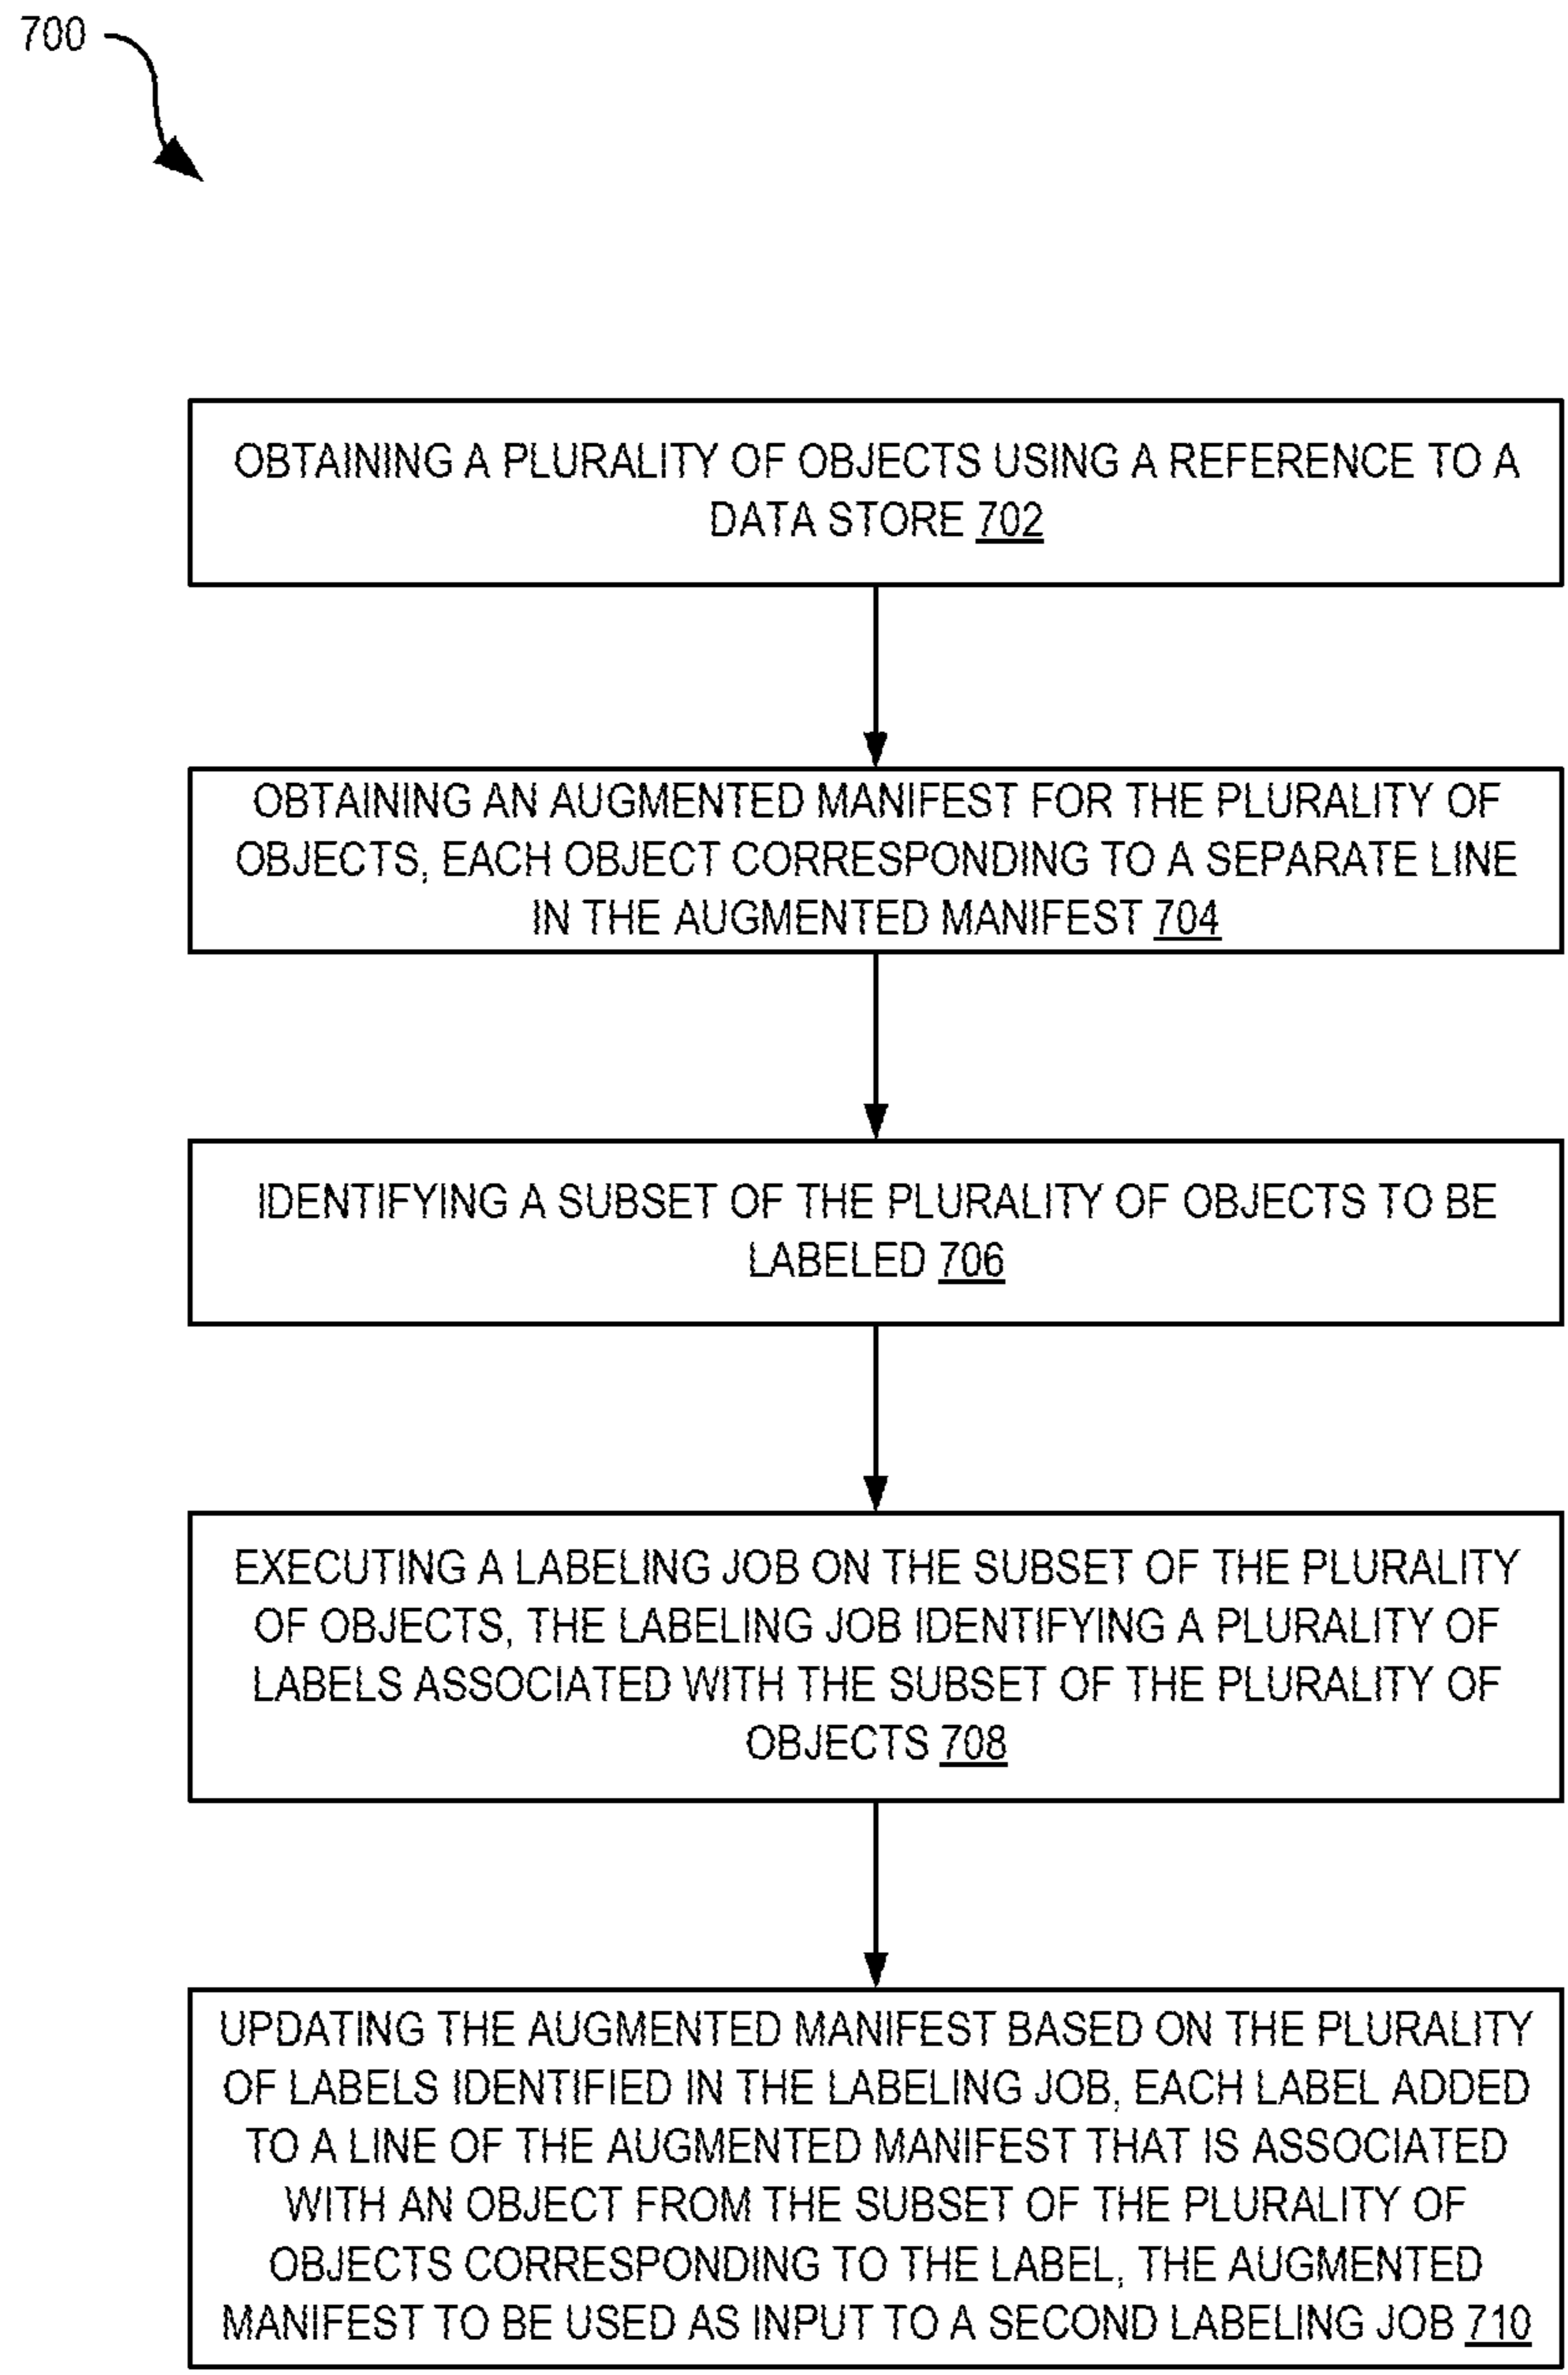 700
OBTAINING A PLURALITY OF OBJECTS USING A REFERENCE TO A
DATA STORE 702
OBTAINING AN AUGMENTED MANIFEST FOR THE PLURALITY OF
OBJECTS, EACH OBJECT CORRESPONDING TO A SEPARATE LINE
IN THE AUGMENTED MANIFEST 704
IDENTIFYING A SUBSET OF THE PLURALITY OF OBJECTS TO BE
LABELED 706
EXECUTING A LABELING JOB ON THE SUBSET OF THE PLURALITY
OF OBJECTS, THE LABELING JOB IDENTIFYING A PLURALITY OF
LABELS ASSOCIATED WITH THE SUBSET OF THE PLURALITY OF
OBJECTS 708
UPDATING THE AUGMENTED MANIFEST BASED ON THE PLURALITY
OF LABELS IDENTIFIED IN THE LABELING JOB, EACH LABEL ADDED
TO A LINE OF THE AUGMENTED MANIFEST THAT IS ASSOCIATED
WITH AN OBJECT FROM THE SUBSET OF THE PLURALITY OF
OBJECTS CORRESPONDING TO THE LABEL, THE AUGMENTED
MANIFEST TO BE USED AS INPUT TO A SECOND LABELING JOB 710